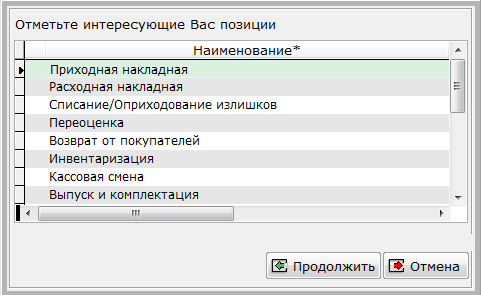 Отметьте интересующие Вас позиции
Наименование*
Приходная накладная
Расходная накладная
Списание/Оприходование излишков
Переоценка
Возврат от покупателей
Инвентаризация
Кассовая смена
Выпуск и комплектация
Продолжить Отмена